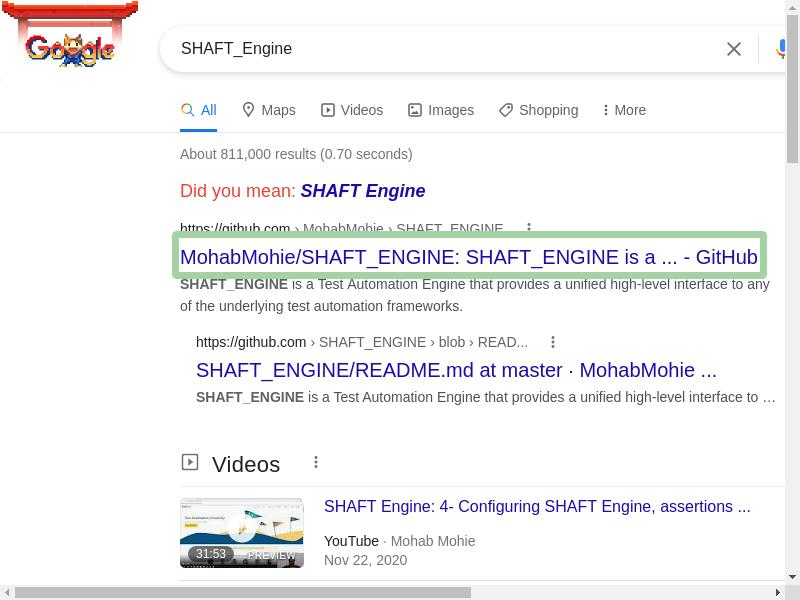 Google
SHAFT_Engine
All
Maps
Videos
Images
Shopping
More
About 811,000 results (0.70 seconds)
Did you mean: SHAFT Engine
https://github.com › MohabMohie › SHAFT_ENGINE
MohabMohie/SHAFT_ENGINE: SHAFT_ENGINE is a ... - GitHub
SHAFT_ENGINE is a Test Automation Engine that provides a unified high-level interface to any
of the underlying test automation frameworks.
https://github.com › SHAFT_ENGINE › blob › READ...
SHAFT_ENGINE/README.md at master · MohabMohie ...
SHAFT_ENGINE is a Test Automation Engine that provides a unified high-level interface to …
Videos
SHAFT Engine: 4- Configuring SHAFT Engine, assertions ...
31:53
PREVIEW
YouTube · Mohab Mohie
Nov 22, 2020